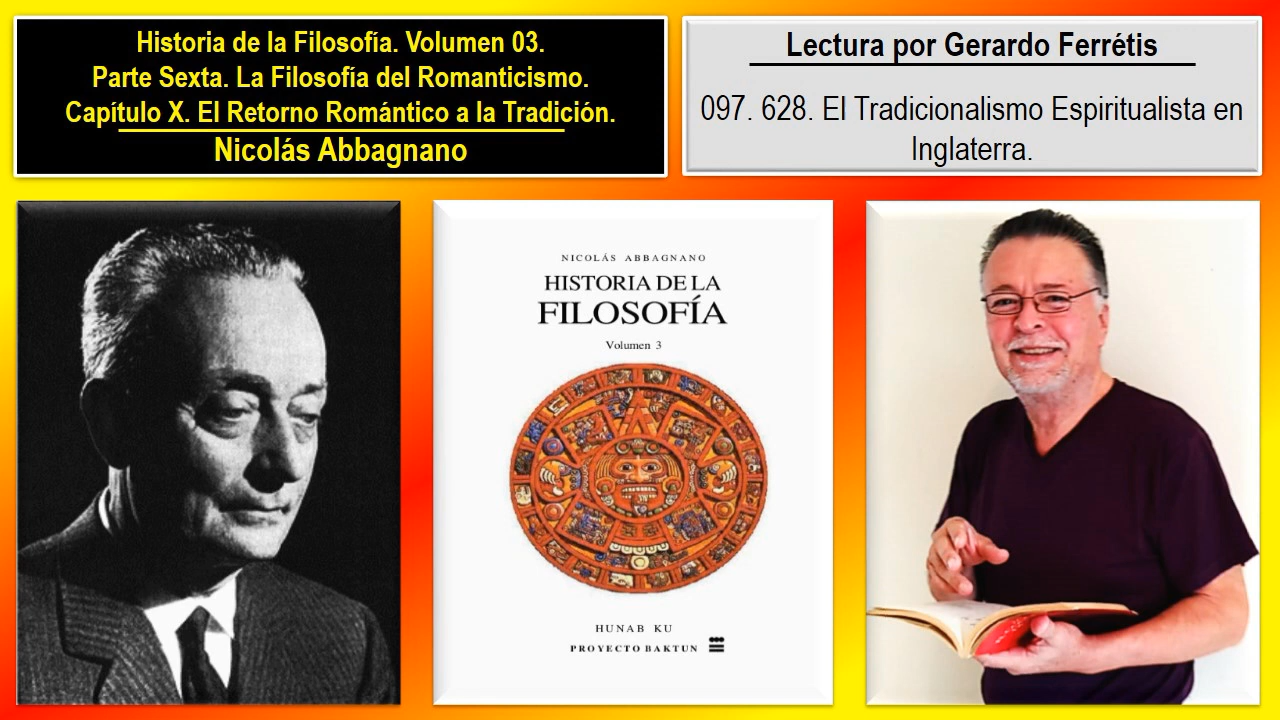 Historia de la Filosofía. Volumen 03.
Parte Sexta. La Filosofía del Romanticismo.
Capítulo X. El Retorno Romántico a la Tradición.
Nicolás Abbagnano
Lectura por Gerardo Ferrétis
097. 628. El Tradicionalismo Espiritualista en
Inglaterra.
NICOLÁS ABBAGNANO
HISTORIA DE LA
FILOSOFÍA
Volumen 3
HUNAB KU
PROYECTO BAKTUN